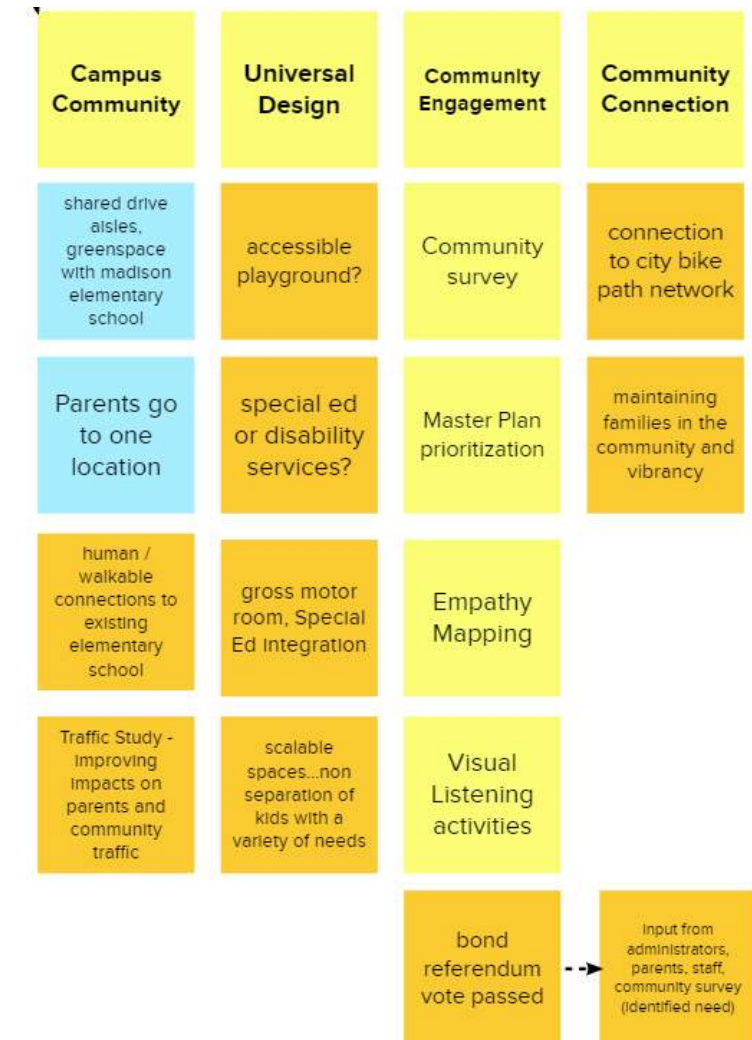 Campus
Community
Universal
Design
Community
Engagement
Community
Connection
shared drive
aisles,
greenspace
with madison
elementary
school
accessible
playground?
Community
survey
connection
to city bike
path network
Parents go
to one
location
special ed
or disability
services?
Master Plan
prioritization
maintaining
families in the
community and
vibrancy
human /
walkable
connections to
existing
elementary
school
gross motor
room, Special
Ed integration
Empathy
Mapping
Traffic Study -
improving
impacts on
parents and
community
traffic
scalable
spaces...non
separation of
kids with a
variety of needs
Visual
Listening
activities
bond
referendum
vote passed
input from
administrators,
parents, staff,
community survey
(identified need)